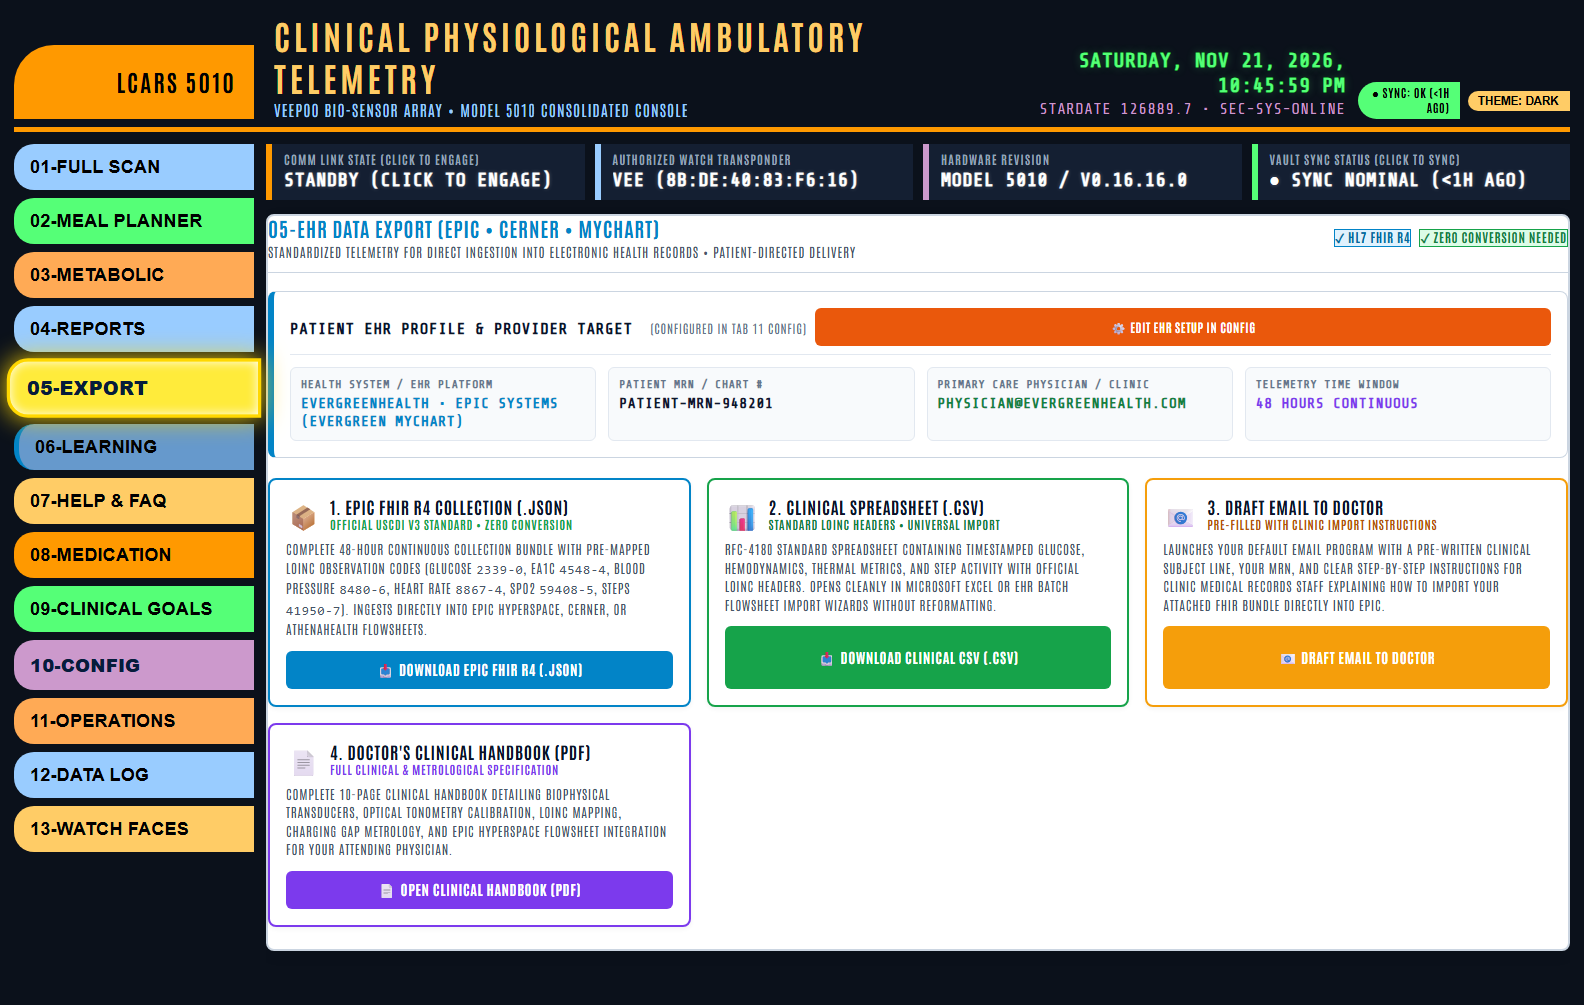 LCARS 5010
CLINICAL PHYSIOLOGICAL AMBULATORY
TELEMETRY
VEEPOO BIO-SENSOR ARRAY • MODEL 5010 CONSOLIDATED CONSOLE
SATURDAY, NOV 21, 2026,
10:45:59 PM
STARDATE 126889.7 · SEC-SYS-ONLINE
● SYNC: OK (<1H
AGO)
THEME: DARK
01-FULL SCAN
02-MEAL PLANNER
03-METABOLIC
04-REPORTS
05-EXPORT
06-LEARNING
07-HELP & FAQ
08-MEDICATION
09-CLINICAL GOALS
10-CONFIG
11-OPERATIONS
12-DATA LOG
13-WATCH FACES
COMM LINK STATE (CLICK TO ENGAGE)
STANDBY (CLICK TO ENGAGE)
AUTHORIZED WATCH TRANSPONDER
VEE (8B:DE:40:83:F6:16)
HARDWARE REVISION
MODEL 5010 / V0.16.16.0
VAULT SYNC STATUS (CLICK TO SYNC)
● SYNC NOMINAL (<1H AGO)
05-EHR DATA EXPORT (EPIC • CERNER • MYCHART)
STANDARDIZED TELEMETRY FOR DIRECT INGESTION INTO ELECTRONIC HEALTH RECORDS • PATIENT-DIRECTED DELIVERY
✓ HL7 FHIR R4
✓ ZERO CONVERSION NEEDED
PATIENT EHR PROFILE & PROVIDER TARGET
(CONFIGURED IN TAB 11 CONFIG)
⚙️ EDIT EHR SETUP IN CONFIG
HEALTH SYSTEM / EHR PLATFORM
EVERGREENHEALTH · EPIC SYSTEMS
(EVERGREEN MYCHART)
PATIENT MRN / CHART #
PATIENT-MRN-948201
PRIMARY CARE PHYSICIAN / CLINIC
PHYSICIAN@EVERGREENHEALTH.COM
TELEMETRY TIME WINDOW
48 HOURS CONTINUOUS
1. EPIC FHIR R4 COLLECTION (.JSON)
OFFICIAL USCDI V3 STANDARD • ZERO CONVERSION
COMPLETE 48-HOUR CONTINUOUS COLLECTION BUNDLE WITH PRE-MAPPED
LOINC OBSERVATION CODES (GLUCOSE 2339-0, EA1C 4548-4, BLOOD
PRESSURE 8480-6, HEART RATE 8867-4, SPO2 59408-5, STEPS
41950-7). INGESTS DIRECTLY INTO EPIC HYPERSPACE, CERNER, OR
ATHENAHEALTH FLOWSHEETS.
DOWNLOAD EPIC FHIR R4 (.JSON)
2. CLINICAL SPREADSHEET (.CSV)
STANDARD LOINC HEADERS • UNIVERSAL IMPORT
RFC-4180 STANDARD SPREADSHEET CONTAINING TIMESTAMPED GLUCOSE,
HEMODYNAMICS, THERMAL METRICS, AND STEP ACTIVITY WITH OFFICIAL
LOINC HEADERS. OPENS CLEANLY IN MICROSOFT EXCEL OR EHR BATCH
FLOWSHEET IMPORT WIZARDS WITHOUT REFORMATTING.
DOWNLOAD CLINICAL CSV (.CSV)
3. DRAFT EMAIL TO DOCTOR
PRE-FILLED WITH CLINIC IMPORT INSTRUCTIONS
LAUNCHES YOUR DEFAULT EMAIL PROGRAM WITH A PRE-WRITTEN CLINICAL
SUBJECT LINE, YOUR MRN, AND CLEAR STEP-BY-STEP INSTRUCTIONS FOR
CLINIC MEDICAL RECORDS STAFF EXPLAINING HOW TO IMPORT YOUR
ATTACHED FHIR BUNDLE DIRECTLY INTO EPIC.
DRAFT EMAIL TO DOCTOR
4. DOCTOR'S CLINICAL HANDBOOK (PDF)
FULL CLINICAL & METROLOGICAL SPECIFICATION
COMPLETE 10-PAGE CLINICAL HANDBOOK DETAILING BIOPHYSICAL
TRANSDUCERS, OPTICAL TONOMETRY CALIBRATION, LOINC MAPPING,
CHARGING GAP METROLOGY, AND EPIC HYPERSPACE FLOWSHEET INTEGRATION
FOR YOUR ATTENDING PHYSICIAN.
OPEN CLINICAL HANDBOOK (PDF)